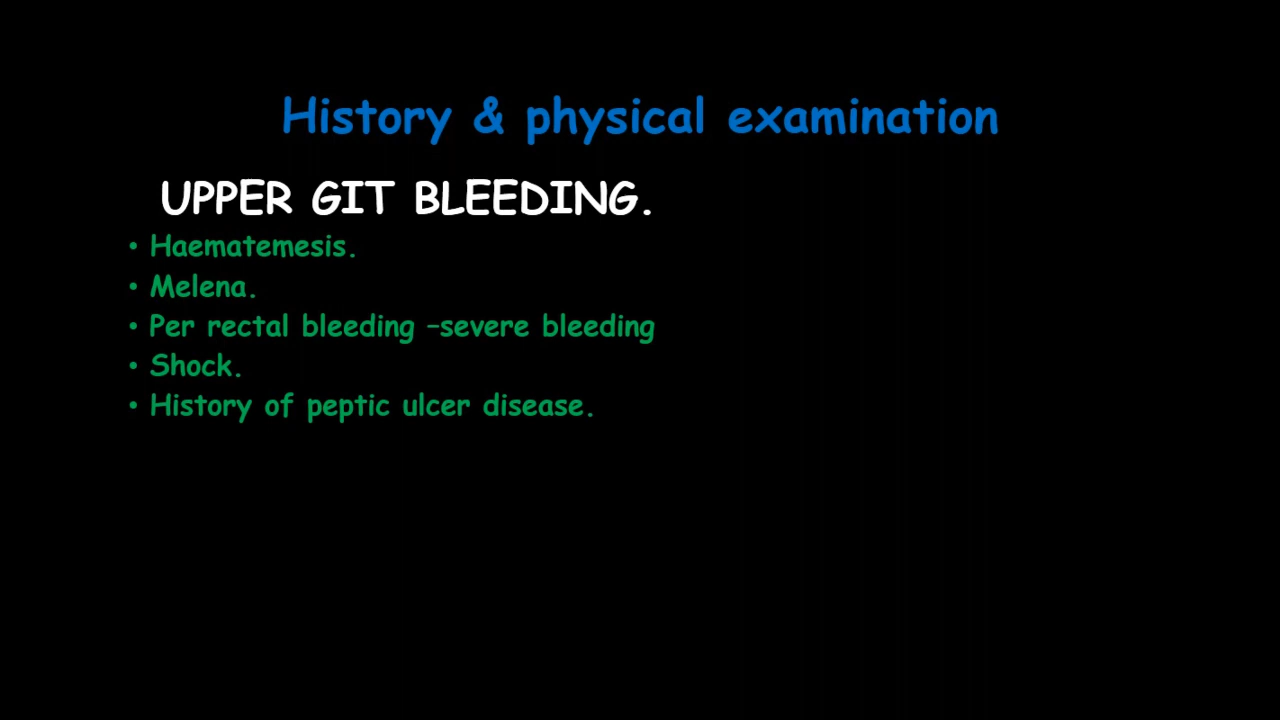 History & physical examination
UPPER GIT BLEEDING.
• Haematemesis.
• Melena.
• Per rectal bleeding –severe bleeding
• Shock.
• History of peptic ulcer disease.